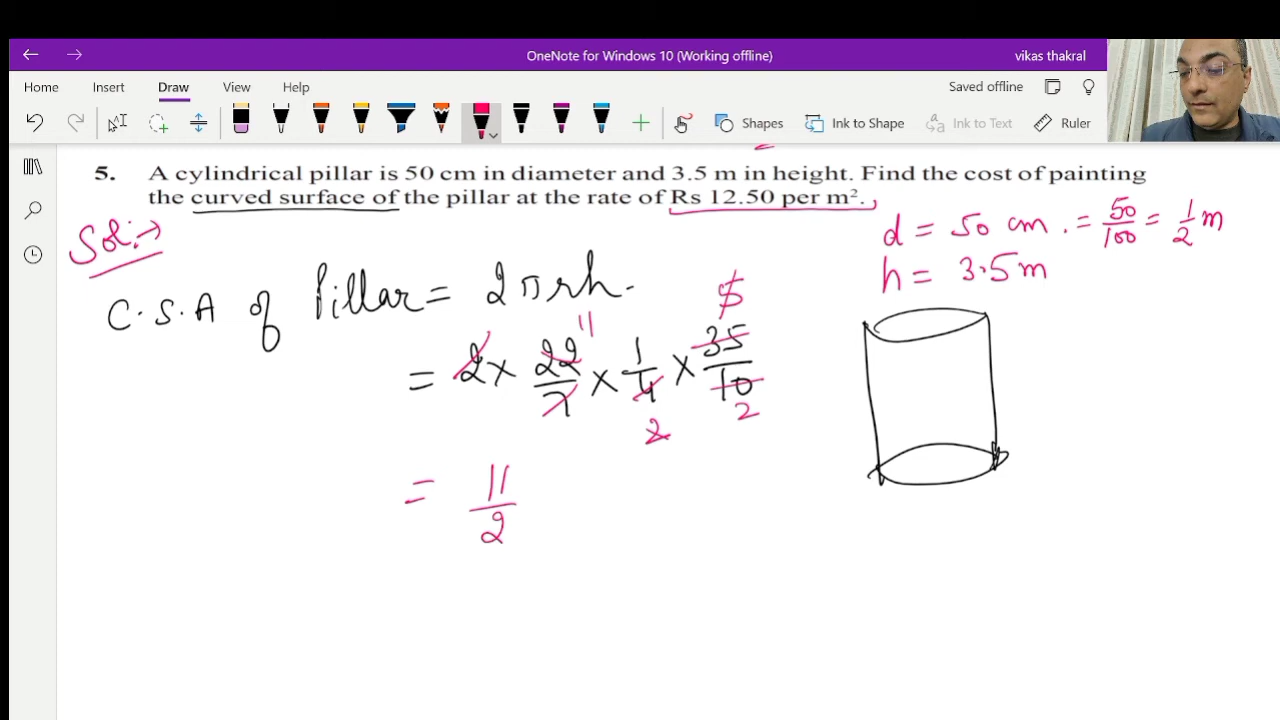 OneNote for Windows 10 (Working offline)
vikas thakral
Home Insert Draw View Help
Saved offline
Shapes Ink to Shape Ink to Text Ruler
5. A cylindrical pillar is 50 cm in diameter and 3.5 m in height. Find the cost of painting
the curved surface of the pillar at the rate of Rs 12.50 per m².
Sol:→
d = 50 cm. = 50/100 = 1/2 m
h = 3.5m
C.S.A of Pillar = 2πrh.
= 2 × 22/7 × 1/4 × 35/10
11 5 2 2
= 11/2